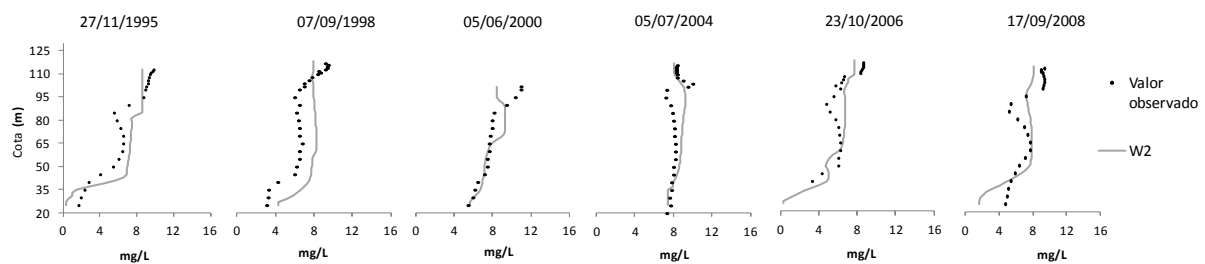 27/11/1995 07/09/1998 05/06/2000 05/07/2004 23/10/2006 17/09/2008
125
110
95
80
65
50
35
20
Cota (m)
0 4 8 12 16 0 4 8 12 16 0 4 8 12 16 0 4 8 12 16 0 4 8 12 16 0 4 8 12 16
mg/L mg/L mg/L mg/L mg/L mg/L
Valor
observado
W2